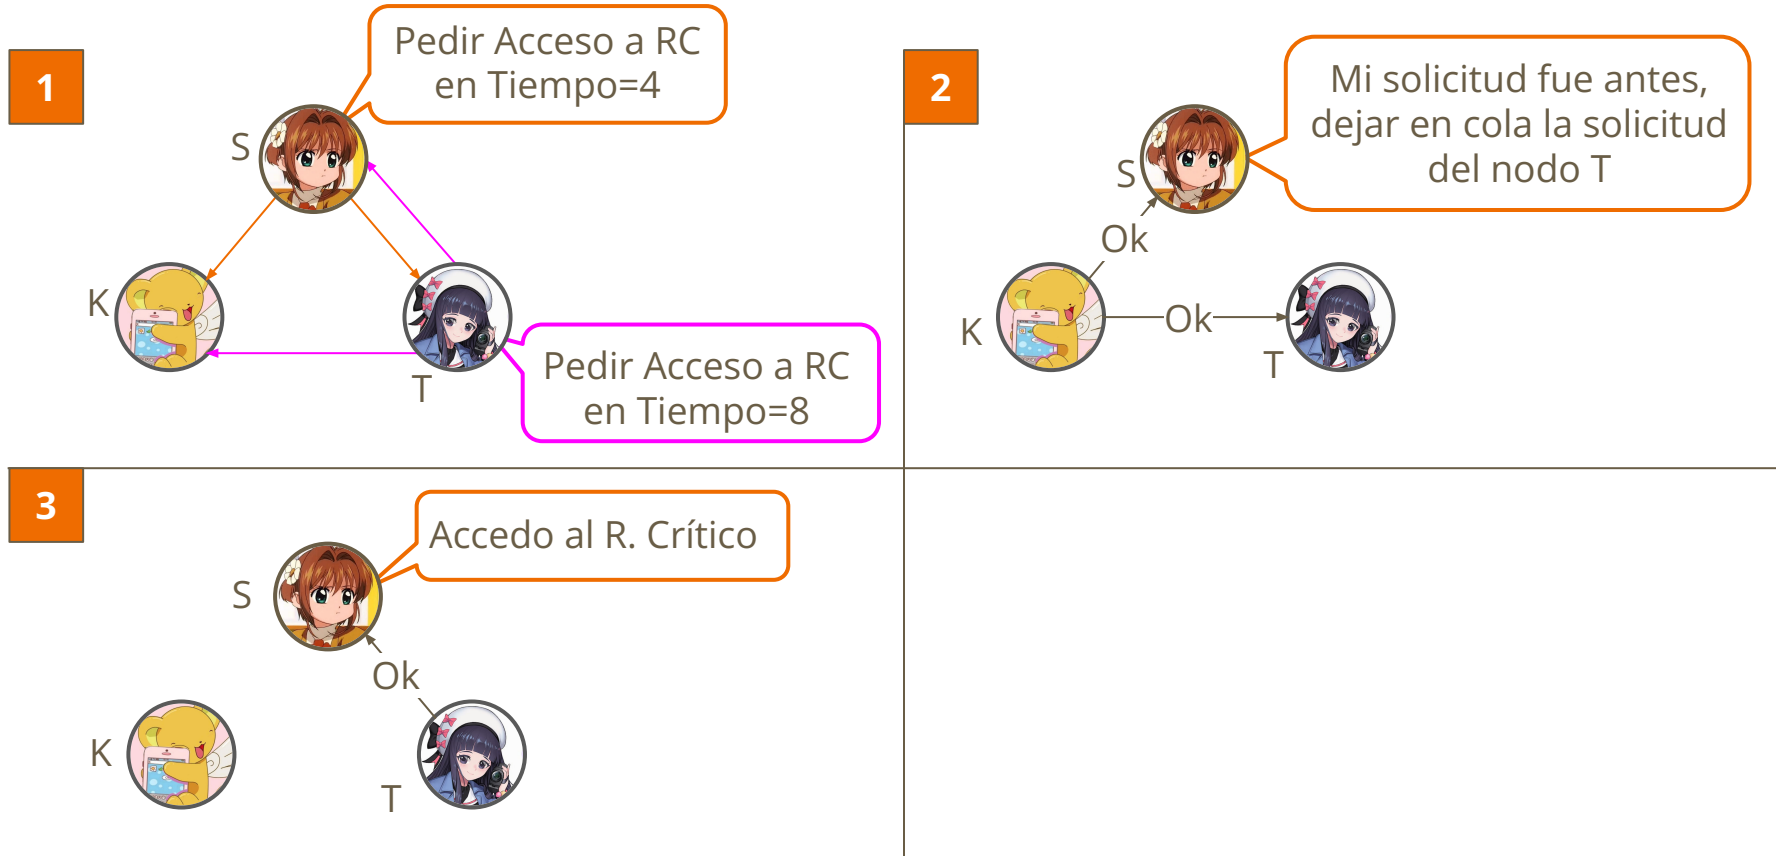 1
Pedir Acceso a RC
en Tiempo=4
S
K
T
Pedir Acceso a RC
en Tiempo=8
2
Mi solicitud fue antes,
dejar en cola la solicitud
del nodo T
S
Ok
K
Ok
T
3
Accedo al R. Crítico
S
Ok
K
T